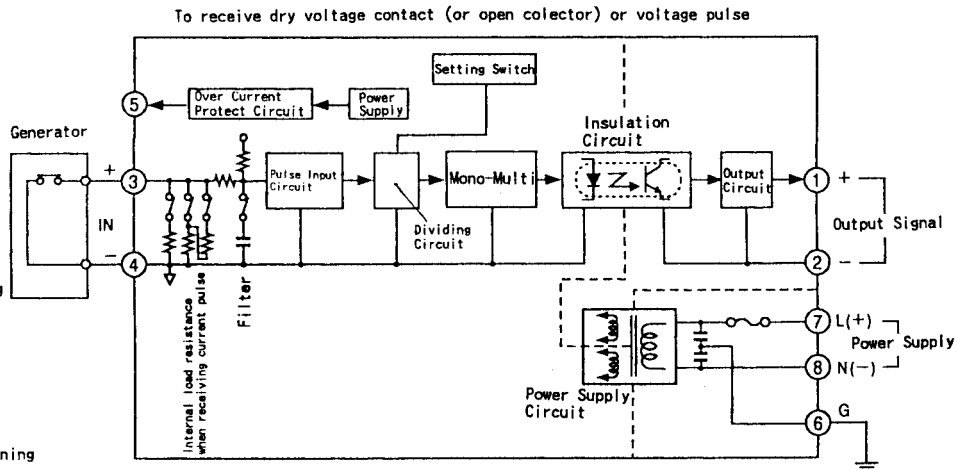 To receive dry voltage contact (or open colector) or voltage pulse
Setting Switch
5
Over Current
Protect Circuit
Power
Supply
Insulation
Circuit
Generator
+
3
Pulse Input
Circuit
Mono-Multi
Output
Circuit
1
+
IN
Dividing
Circuit
Output Signal
-
4
2
-
Internal load resistance
when receiving current pulse
Filter
7
L(+)
Power Supply
8
N(-)
Power Supply
Circuit
6
G
ning